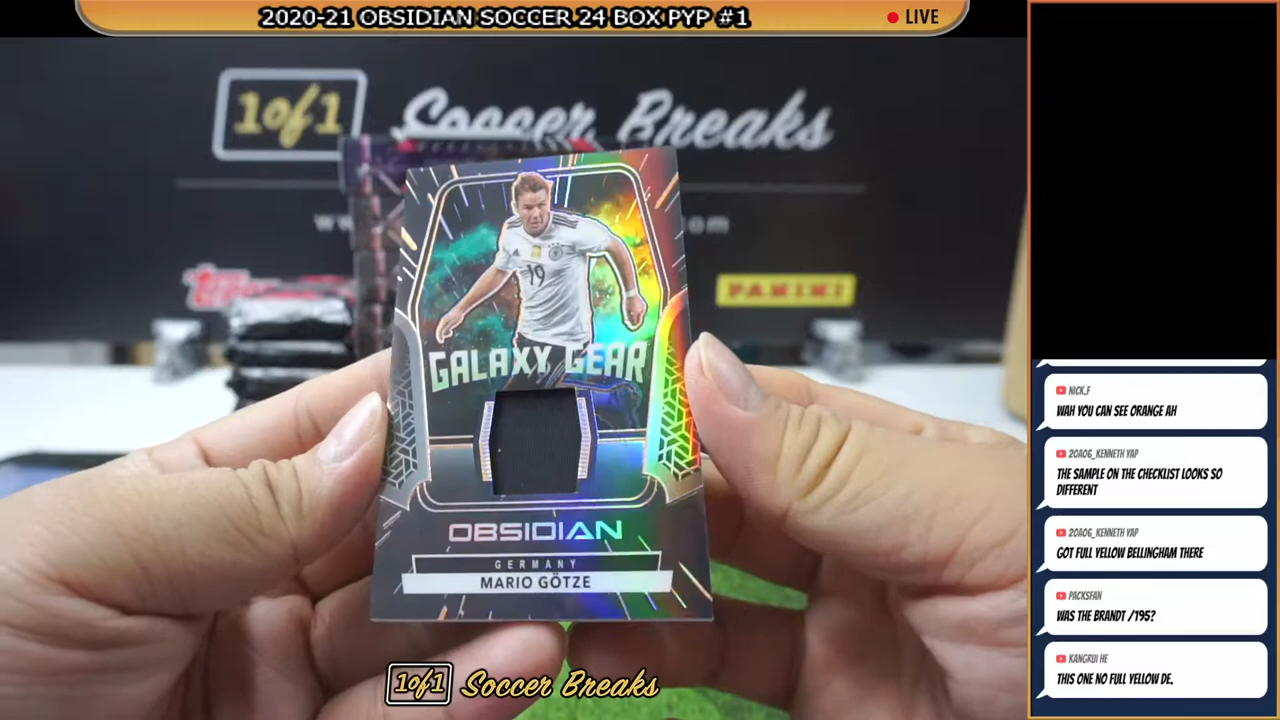 2020-21 OBSIDIAN SOCCER 24 BOX PYP #1
LIVE
1of1 Soccer Breaks
PANINI
19
GALAXY GEAR
OBSIDIAN
GERMANY
MARIO GÖTZE
1of1 Soccer Breaks
NICK.F
WAH YOU CAN SEE ORANGE AH
20A06_KENNETH YAP
THE SAMPLE ON THE CHECKLIST LOOKS SO
DIFFERENT
20A06_KENNETH YAP
GOT FULL YELLOW BELLINGHAM THERE
PACKSFAN
WAS THE BRANDT /195?
KANGRUI HE
THIS ONE NO FULL YELLOW DE.